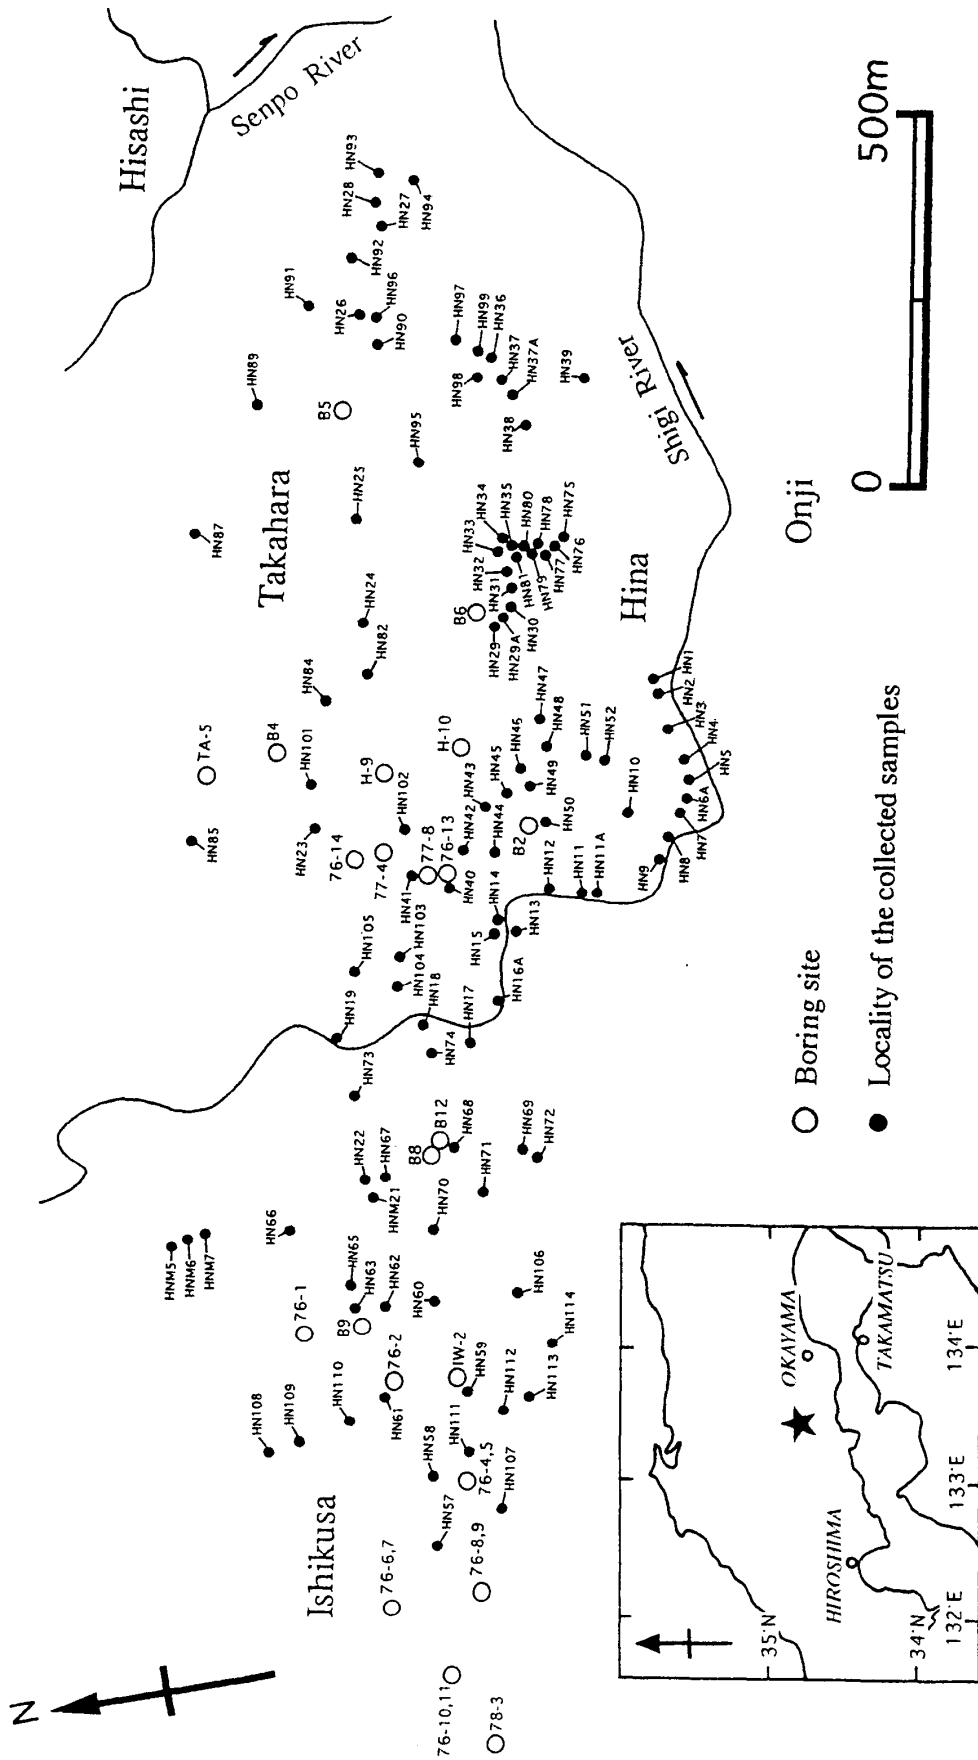 N
Hisashi
Senpo River
Takahara
Ishikusa
Hina
Onji
Shigi River
0
500m
HN93
HN28
HN27
HN94
HN92
HN91
HN26
HN96
HN90
HN97
HN99
HN36
HN98
HN37
HN37A
HN39
HN38
HN89
B5
HN95
HN25
HN87
HN34
HN35
HN33
HN80
HN78
HN75
HN32
HN31
HN81
HN79
HN77
HN76
B6
HN30
HN29
HN29A
HN24
HN82
HN84
TA-5
B4
HN101
H-9
H-10
HN102
HN85
HN23
76-14
77-4
77-8
76-13
HN41
HN40
HN42
HN43
HN44
HN45
HN46
HN47
HN48
HN49
HN50
B2
HN51
HN52
HN10
HN1
HN2
HN3
HN4
HN5
HN6A
HN7
HN8
HN9
HN12
HN11
HN11A
HN14
HN13
HN15
HN16A
HN17
HN18
HN103
HN104
HN105
HN19
HN74
HN73
B12
B8
HN68
HN69
HN72
HN71
HN70
HN22
HN67
HNM21
HN66
HNM5
HNM6
HNM7
HN65
HN63
HN62
HN60
B9
76-1
76-2
HN61
HN110
HN109
HN108
IW-2
HN59
HN106
HN114
HN113
HN112
HN111
HN58
76-4,5
HN107
HN57
76-6,7
76-8,9
76-10,11
78-3
Boring site
Locality of the collected samples
OKAYAMA
TAKAMATSU
HIROSHIMA
35°N
34°N
132°E
133°E
134°E